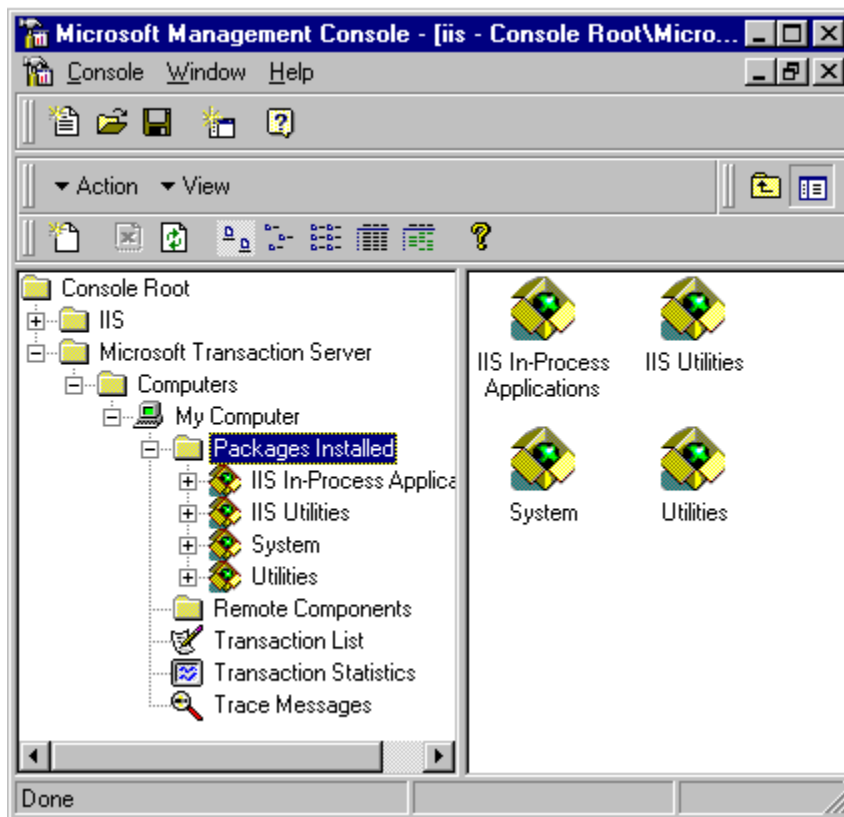 Microsoft Management Console - [iis - Console Root\Micro...
Console Window Help
Action View
Console Root
IIS
Microsoft Transaction Server
Computers
My Computer
Packages Installed
IIS In-Process Applica
IIS Utilities
System
Utilities
Remote Components
Transaction List
Transaction Statistics
Trace Messages
IIS In-Process
Applications
IIS Utilities
System
Utilities
Done